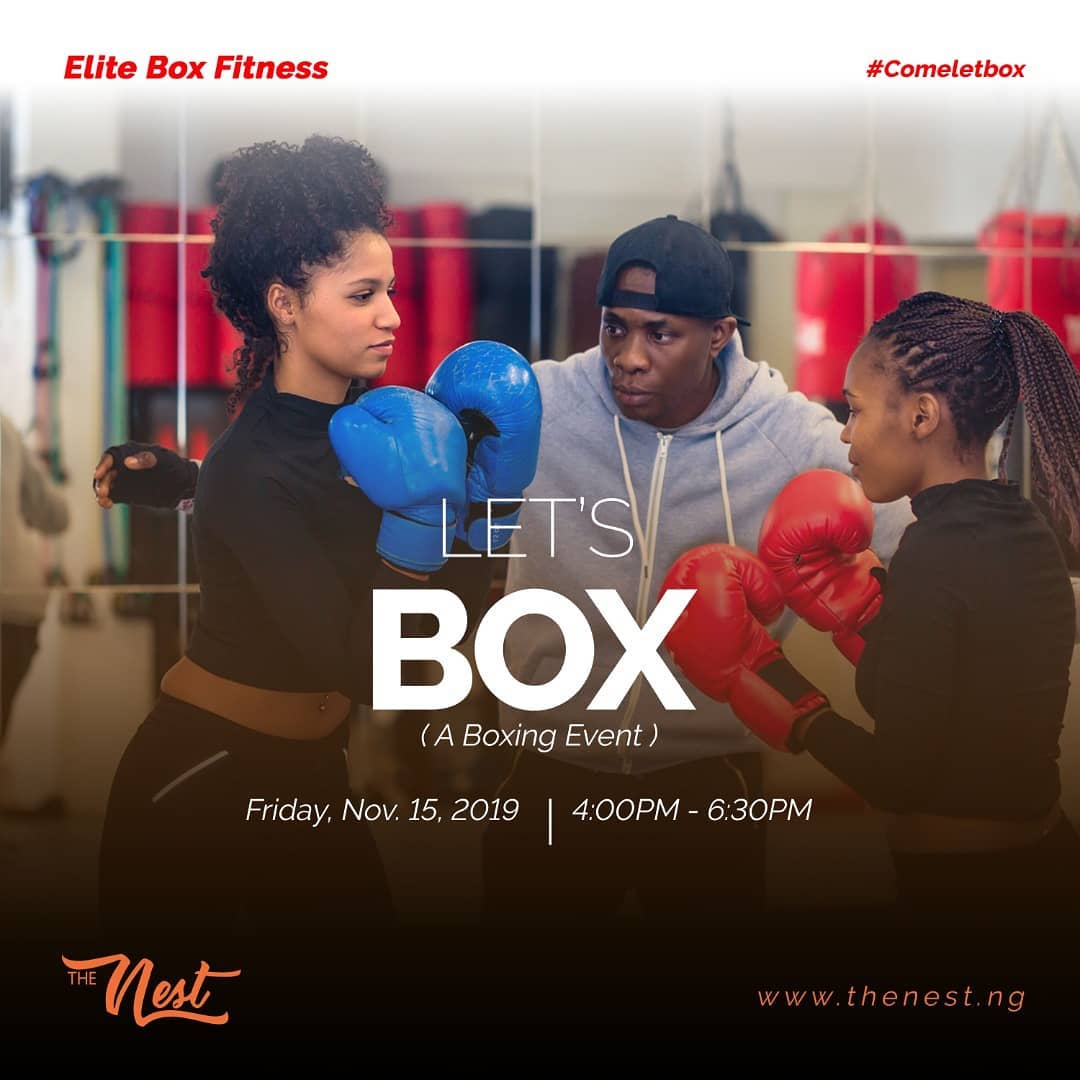 Elite Box Fitness
#Comeletbox
LET'S
BOX
( A Boxing Event )
Friday, Nov. 15, 2019 | 4:00PM - 6:30PM
THE Nest
www.thenest.ng